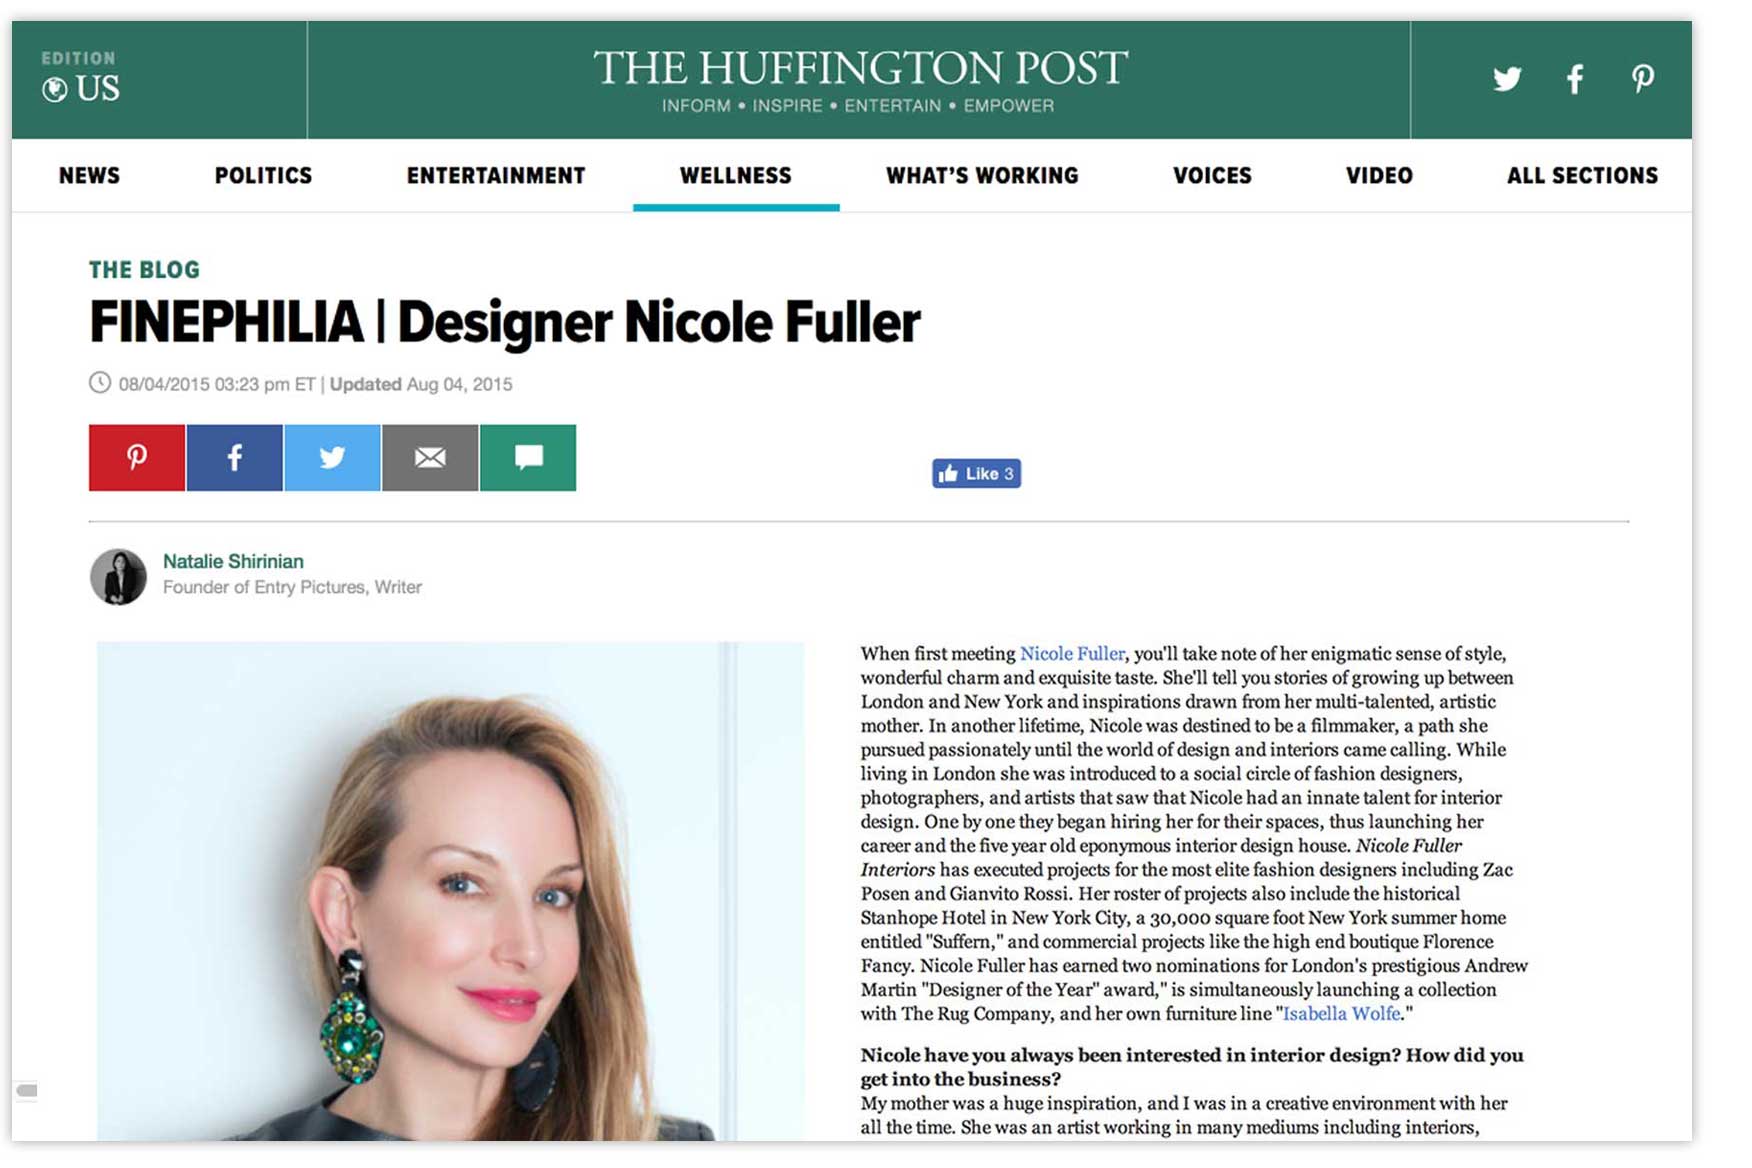 EDITION
US
THE HUFFINGTON POST
INFORM • INSPIRE • ENTERTAIN • EMPOWER
NEWS POLITICS ENTERTAINMENT WELLNESS WHAT'S WORKING VOICES VIDEO ALL SECTIONS
THE BLOG
FINEPHILIA | Designer Nicole Fuller
08/04/2015 03:23 pm ET | Updated Aug 04, 2015
Like 3
Natalie Shirinian
Founder of Entry Pictures, Writer
When first meeting Nicole Fuller, you'll take note of her enigmatic sense of style,
wonderful charm and exquisite taste. She'll tell you stories of growing up between
London and New York and inspirations drawn from her multi-talented, artistic
mother. In another lifetime, Nicole was destined to be a filmmaker, a path she
pursued passionately until the world of design and interiors came calling. While
living in London she was introduced to a social circle of fashion designers,
photographers, and artists that saw that Nicole had an innate talent for interior
design. One by one they began hiring her for their spaces, thus launching her
career and the five year old eponymous interior design house. Nicole Fuller
Interiors has executed projects for the most elite fashion designers including Zac
Posen and Gianvito Rossi. Her roster of projects also include the historical
Stanhope Hotel in New York City, a 30,000 square foot New York summer home
entitled "Suffern," and commercial projects like the high end boutique Florence
Fancy. Nicole Fuller has earned two nominations for London's prestigious Andrew
Martin "Designer of the Year" award," is simultaneously launching a collection
with The Rug Company, and her own furniture line "Isabella Wolfe."
Nicole have you always been interested in interior design? How did you
get into the business?
My mother was a huge inspiration, and I was in a creative environment with her
all the time. She was an artist working in many mediums including interiors,